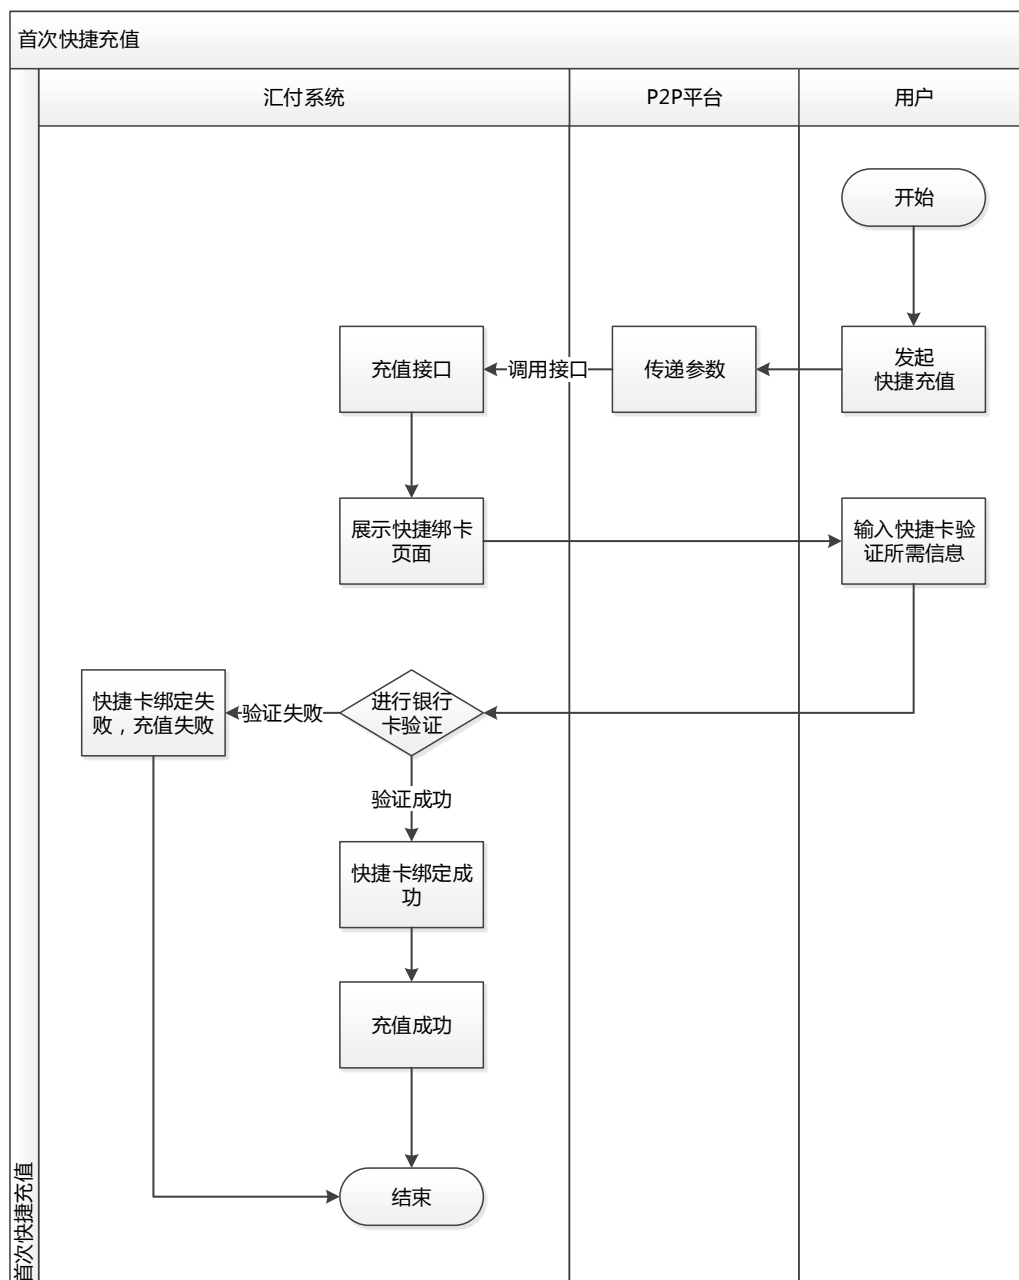 首次快捷充值
汇付系统
P2P平台
用户
开始
充值接口
调用接口
传递参数
发起
快捷充值
展示快捷绑卡
页面
输入快捷卡验
证所需信息
快捷卡绑定失
败，充值失败
验证失败
进行银行
卡验证
验证成功
快捷卡绑定成
功
充值成功
结束
首次快捷充值